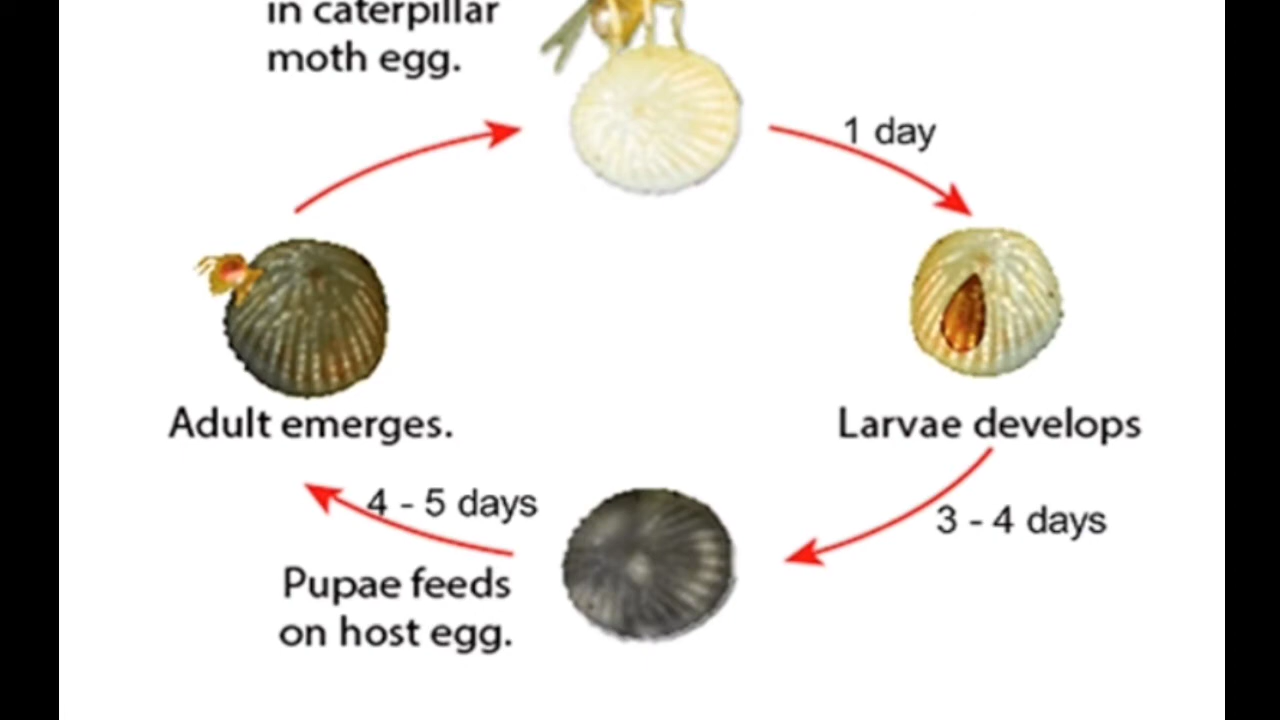 in caterpillar
moth egg.
1 day
Adult emerges.
Larvae develops
4 - 5 days
3 - 4 days
Pupae feeds
on host egg.